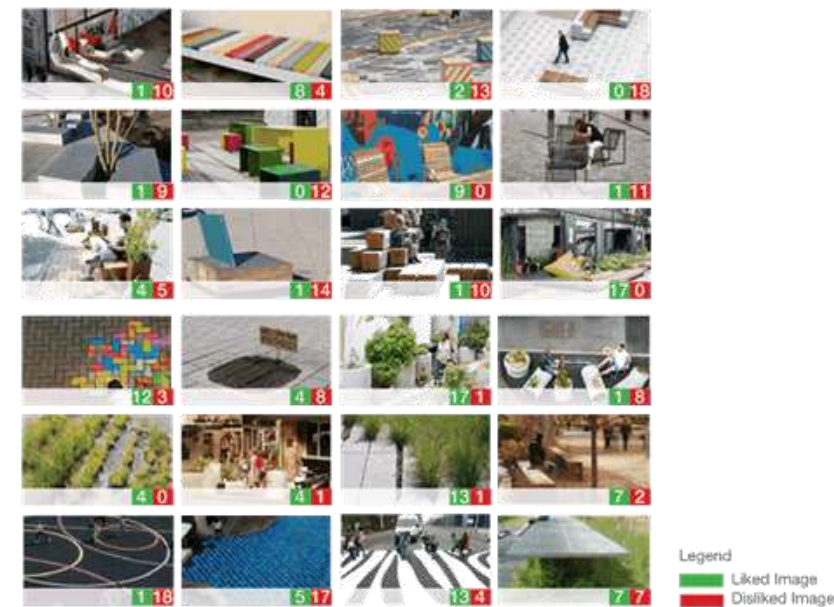 1 10 8 4 2 13 0 18
1 9 0 12 9 0 1 11
4 5 1 14 1 10 17 0
12 3 4 8 17 1 1 8
4 0 4 1 13 1 7 2
1 18 5 17 13 4 7 7
Legend
Liked Image
Disliked Image